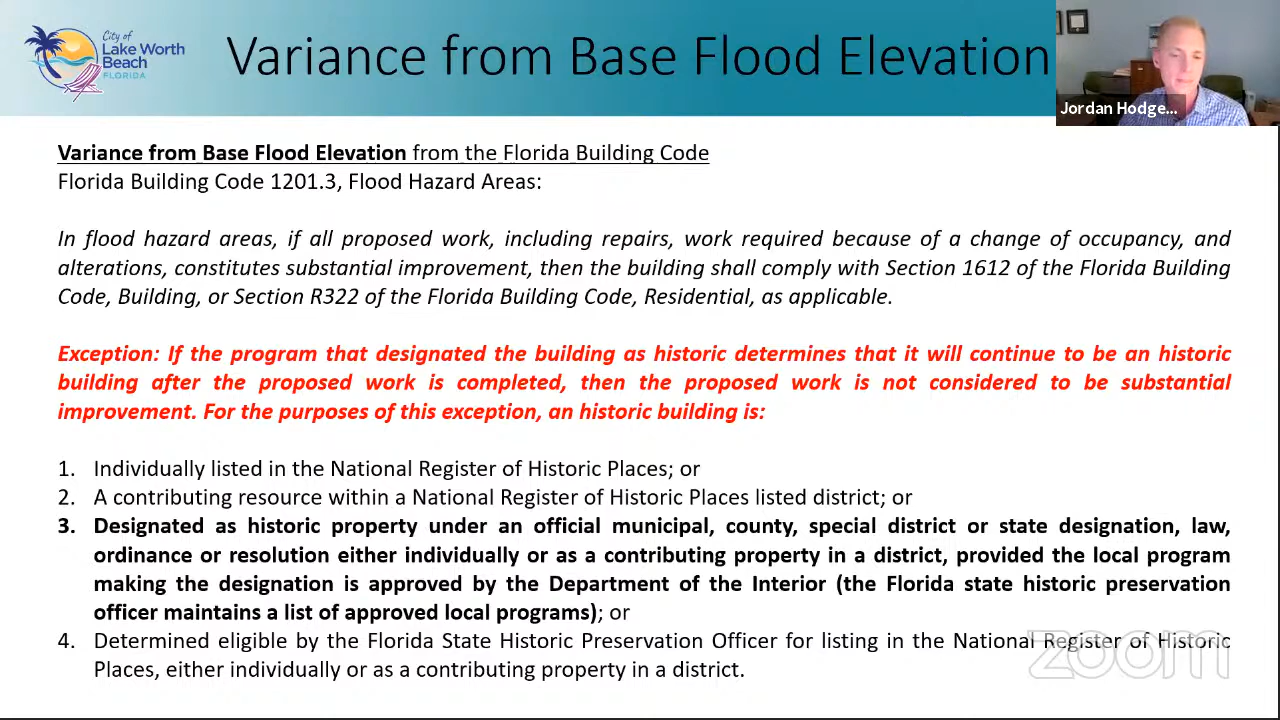 City of
Lake Worth
Beach
FLORIDA
Variance from Base Flood Elevation
Jordan Hodge...
Variance from Base Flood Elevation from the Florida Building Code
Florida Building Code 1201.3, Flood Hazard Areas:
In flood hazard areas, if all proposed work, including repairs, work required because of a change of occupancy, and
alterations, constitutes substantial improvement, then the building shall comply with Section 1612 of the Florida Building
Code, Building, or Section R322 of the Florida Building Code, Residential, as applicable.
Exception: If the program that designated the building as historic determines that it will continue to be an historic
building after the proposed work is completed, then the proposed work is not considered to be substantial
improvement. For the purposes of this exception, an historic building is:
1. Individually listed in the National Register of Historic Places; or
2. A contributing resource within a National Register of Historic Places listed district; or
3. Designated as historic property under an official municipal, county, special district or state designation, law,
ordinance or resolution either individually or as a contributing property in a district, provided the local program
making the designation is approved by the Department of the Interior (the Florida state historic preservation
officer maintains a list of approved local programs); or
4. Determined eligible by the Florida State Historic Preservation Officer for listing in the National Register of Historic
Places, either individually or as a contributing property in a district.
zoom